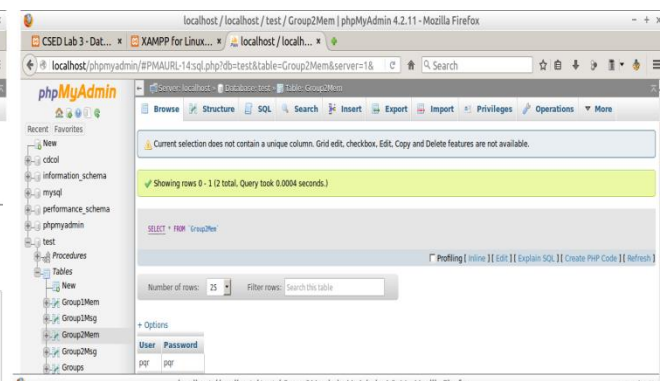 localhost / localhost / test / Group2Mem | phpMyAdmin 4.2.11 - Mozilla Firefox
CSED Lab 3 - Dat... × XAMPP for Linux... × localhost / localh... ×
localhost/phpmyadmin/#PMAURL-14:sql.php?db=test&table=Group2Mem&server=1& Search
phpMyAdmin
Recent Favorites
New
cdcol
information_schema
mysql
performance_schema
phpmyadmin
test
Procedures
Tables
New
Group1Mem
Group1Msg
Group2Mem
Group2Msg
Groups
Server: localhost » Database: test » Table: Group2Mem
Browse Structure SQL Search Insert Export Import Privileges Operations More
Current selection does not contain a unique column. Grid edit, checkbox, Edit, Copy and Delete features are not available.
Showing rows 0 - 1 (2 total, Query took 0.0004 seconds.)
SELECT * FROM `Group2Mem`
Profiling [ Inline ] [ Edit ] [ Explain SQL ] [ Create PHP Code ] [ Refresh ]
Number of rows: 25 Filter rows: Search this table
+ Options
User Password
pqr pqr